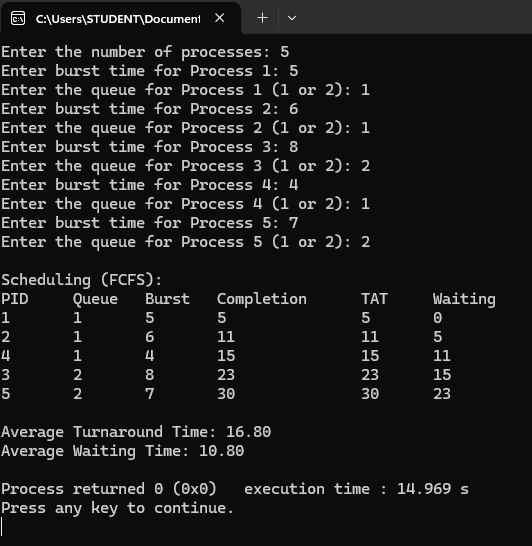 C:\Users\STUDENT\Document
Enter the number of processes: 5
Enter burst time for Process 1: 5
Enter the queue for Process 1 (1 or 2): 1
Enter burst time for Process 2: 6
Enter the queue for Process 2 (1 or 2): 1
Enter burst time for Process 3: 8
Enter the queue for Process 3 (1 or 2): 2
Enter burst time for Process 4: 4
Enter the queue for Process 4 (1 or 2): 1
Enter burst time for Process 5: 7
Enter the queue for Process 5 (1 or 2): 2
Scheduling (FCFS):
PID Queue Burst Completion TAT Waiting
1 1 5 5 5 0
2 1 6 11 11 5
4 1 4 15 15 11
3 2 8 23 23 15
5 2 7 30 30 23
Average Turnaround Time: 16.80
Average Waiting Time: 10.80
Process returned 0 (0x0) execution time : 14.969 s
Press any key to continue.